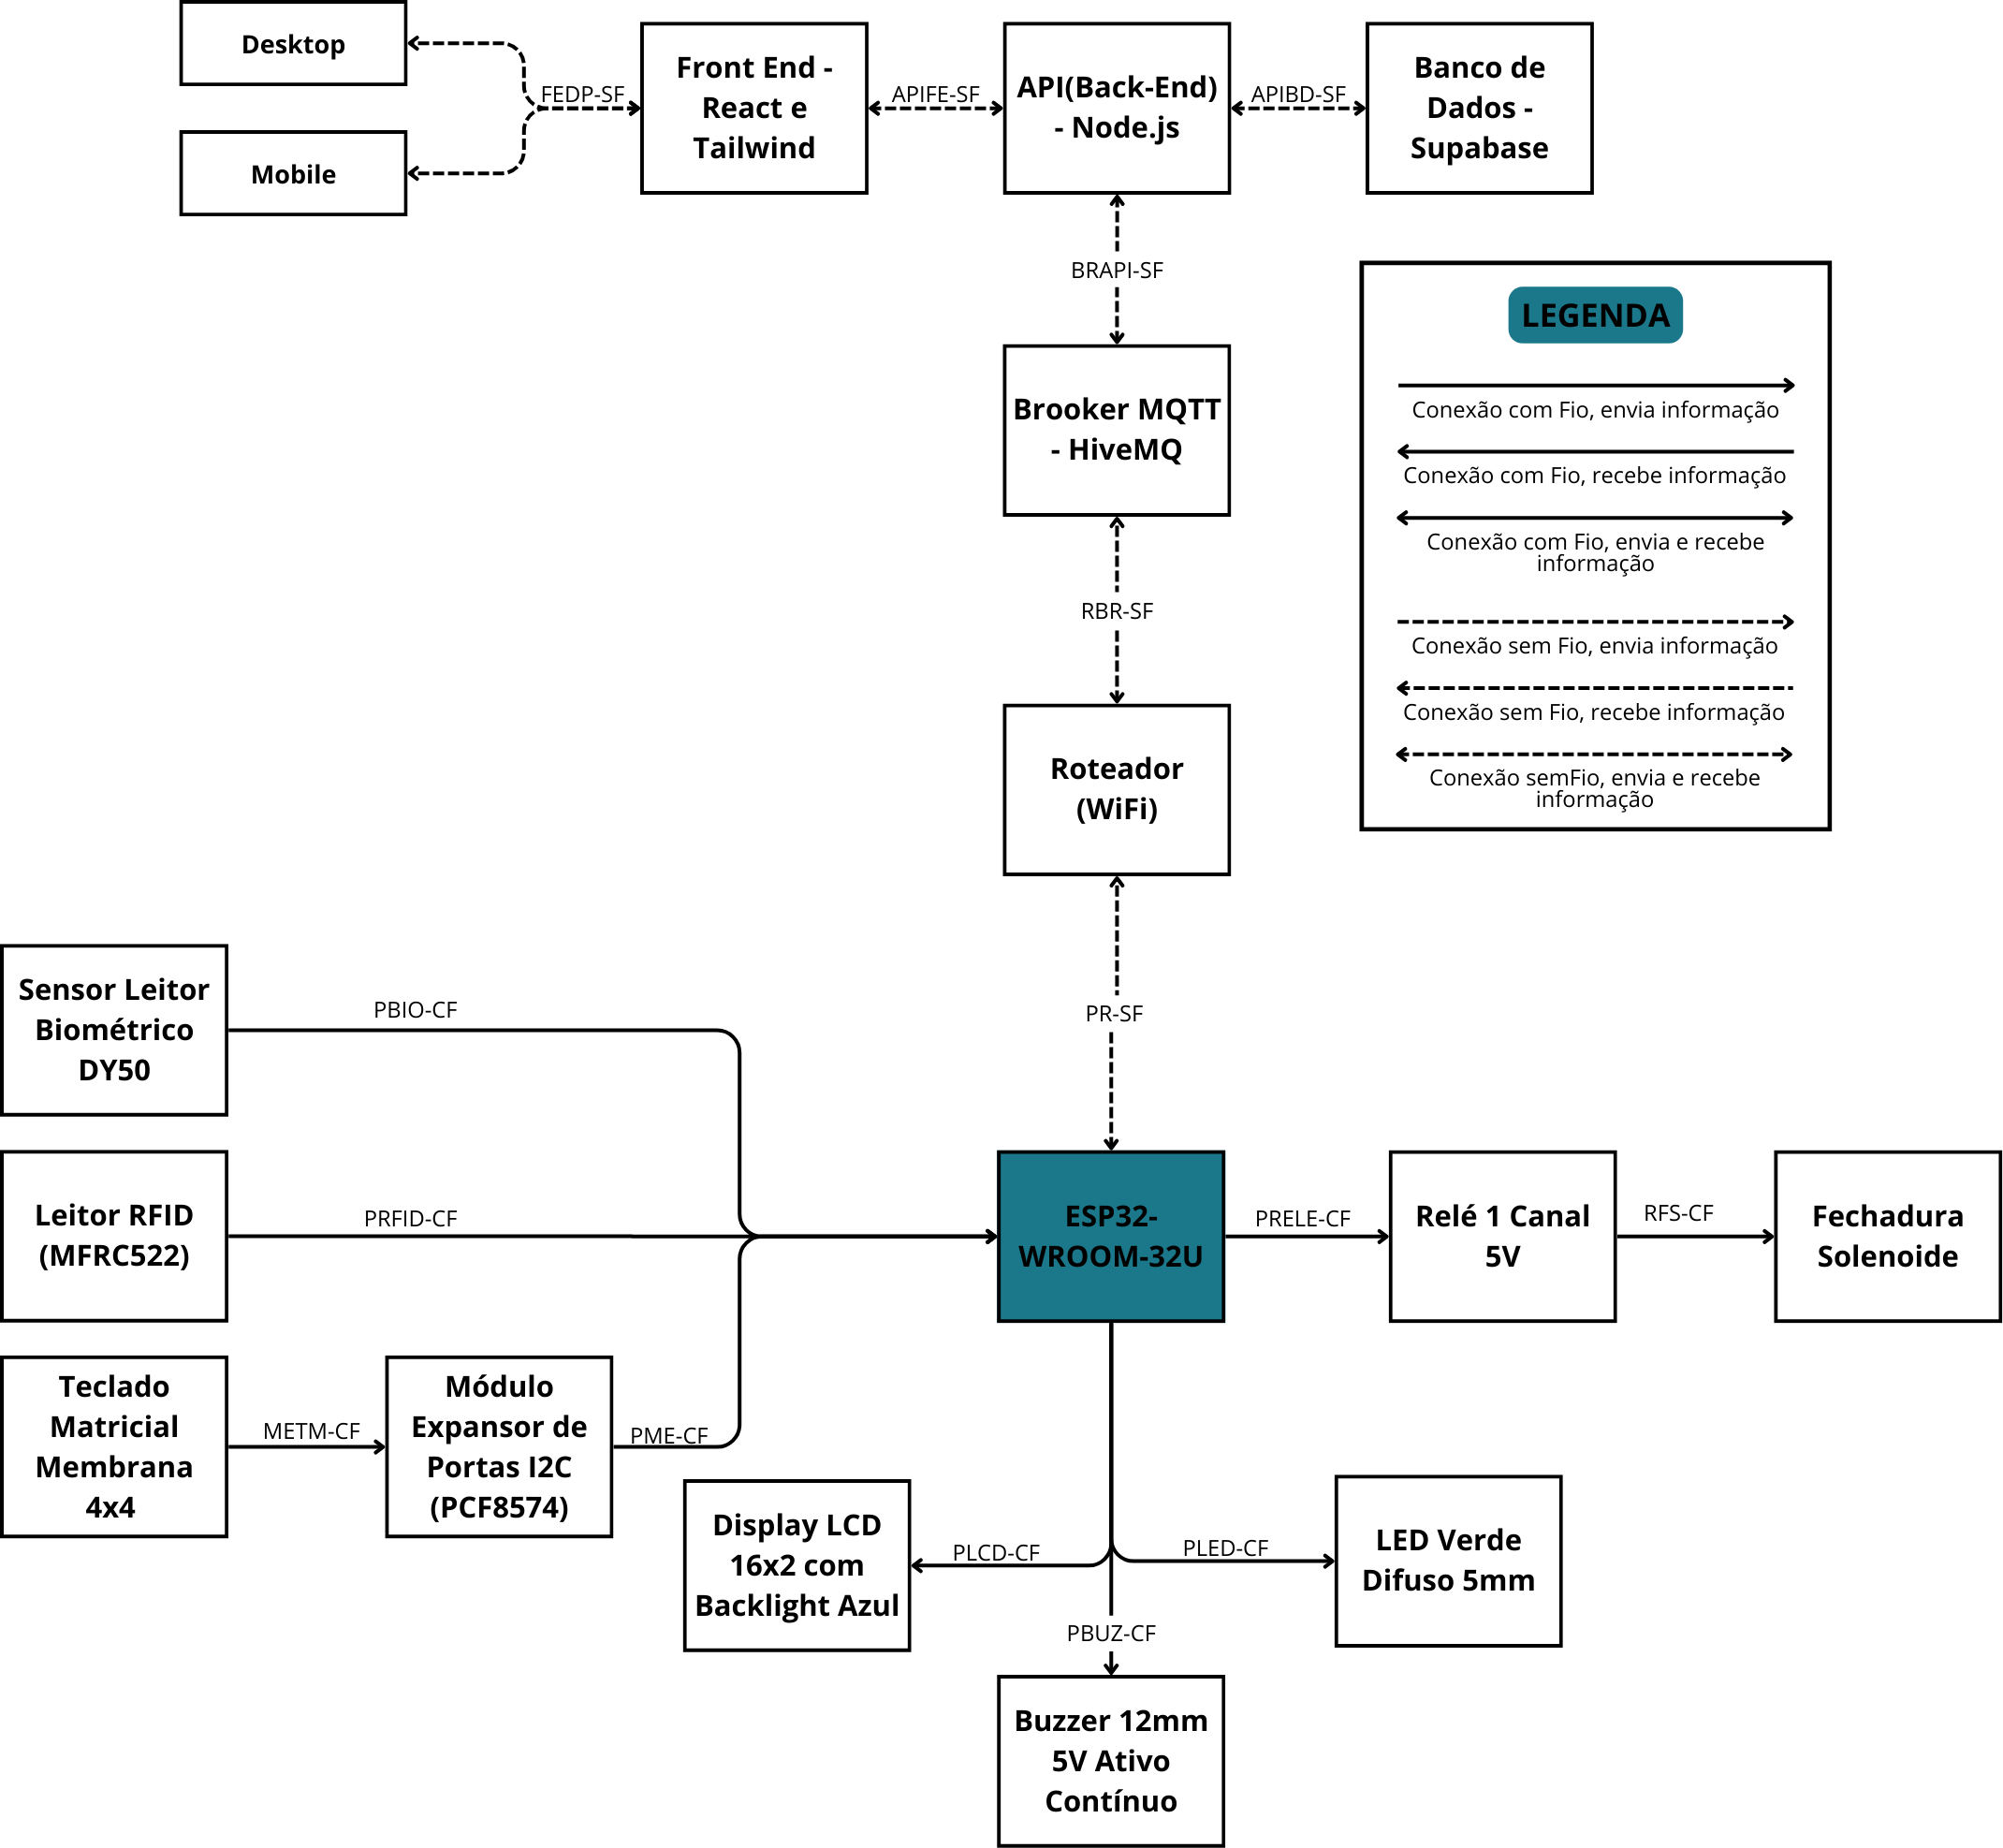 Desktop
Mobile
FEDP-SF
Front End -
React e
Tailwind
APIFE-SF
API(Back-End)
- Node.js
APIBD-SF
Banco de
Dados -
Supabase
BRAPI-SF
Brooker MQTT
- HiveMQ
RBR-SF
Roteador
(WiFi)
PR-SF
LEGENDA
Conexão com Fio, envia informação
Conexão com Fio, recebe informação
Conexão com Fio, envia e recebe
informação
Conexão sem Fio, envia informação
Conexão sem Fio, recebe informação
Conexão semFio, envia e recebe
informação
Sensor Leitor
Biométrico
DY50
PBIO-CF
Leitor RFID
(MFRC522)
PRFID-CF
ESP32-
WROOM-32U
PRELE-CF
Relé 1 Canal
5V
RFS-CF
Fechadura
Solenoide
Teclado
Matricial
Membrana
4x4
METM-CF
Módulo
Expansor de
Portas I2C
(PCF8574)
PME-CF
Display LCD
16x2 com
Backlight Azul
PLCD-CF
PLED-CF
LED Verde
Difuso 5mm
PBUZ-CF
Buzzer 12mm
5V Ativo
Contínuo